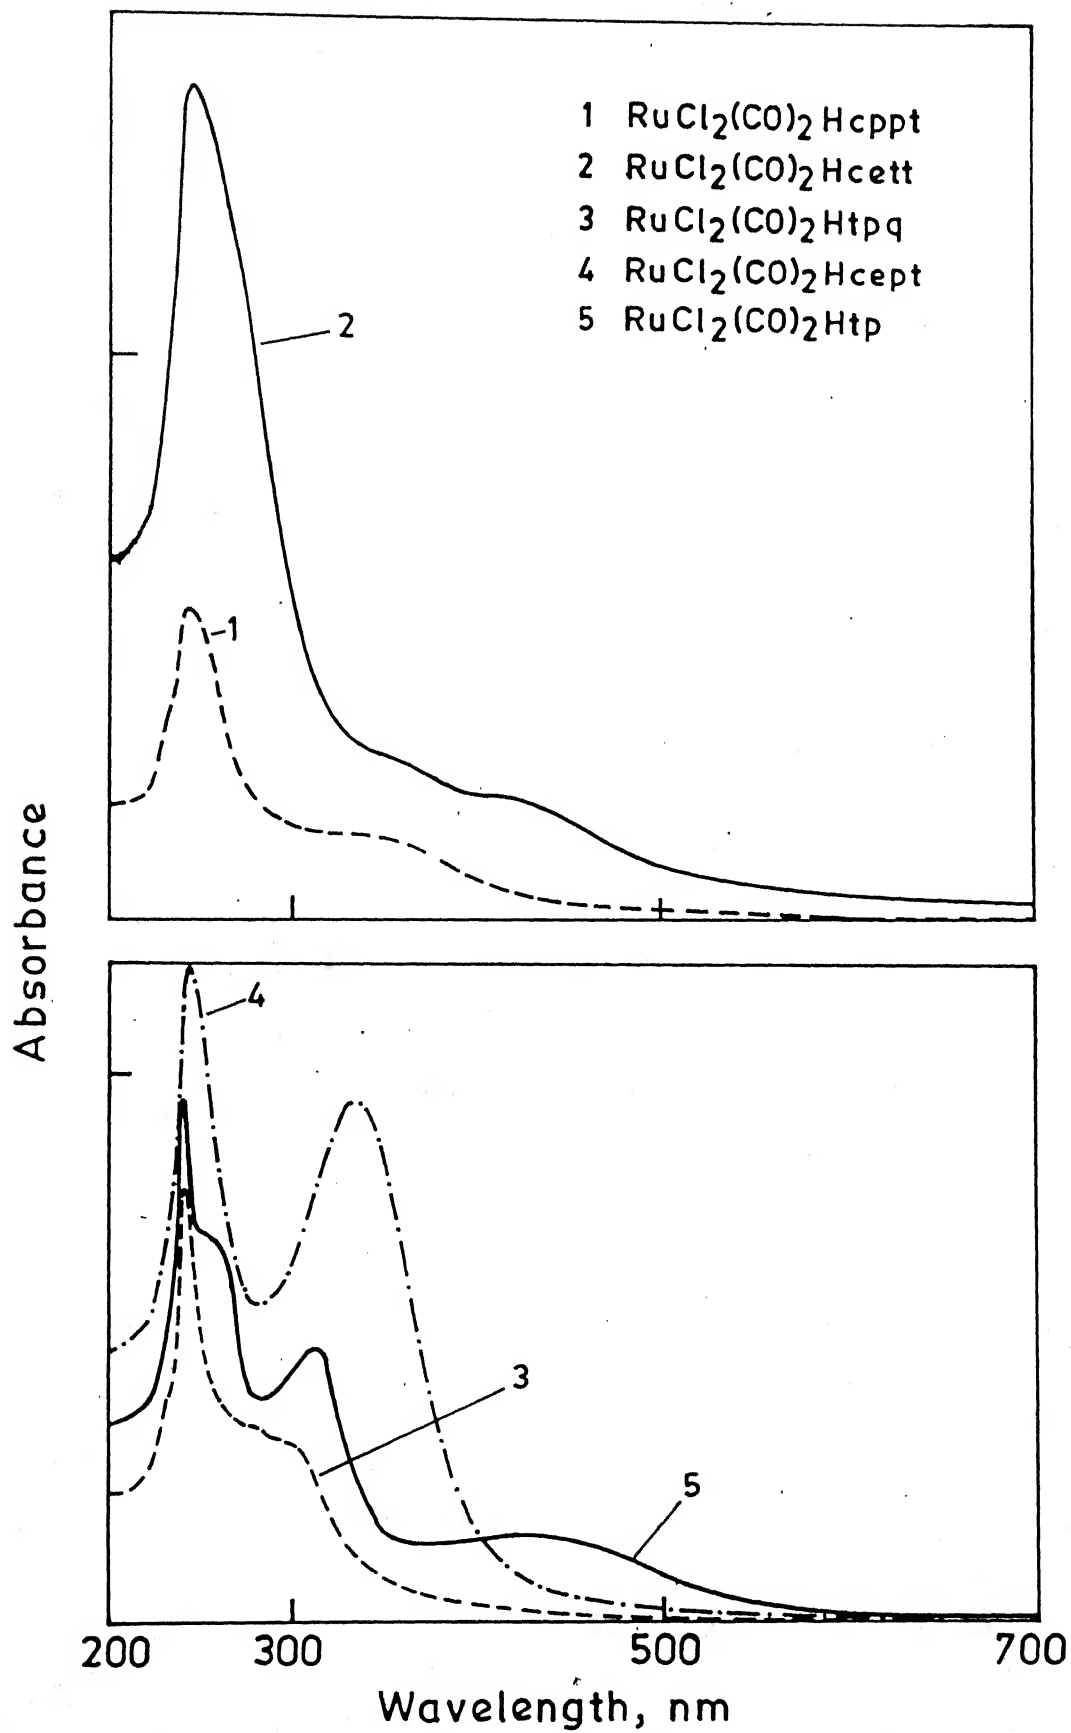 1 RuCl2(CO)2Hcppt
2 RuCl2(CO)2Hcett
3 RuCl2(CO)2Htpq
4 RuCl2(CO)2Hcept
5 RuCl2(CO)2Htp
2
1
Absorbance
4
3
5
200 300 500 700
Wavelength, nm